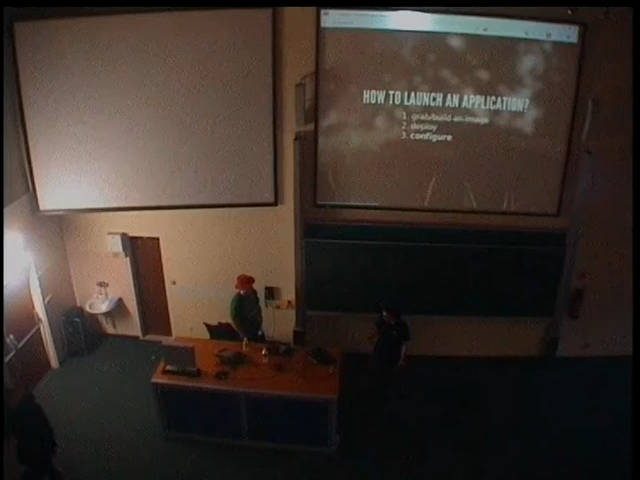 HOW TO LAUNCH AN APPLICATION?
1. grab/build an image
2. deploy
3. configure